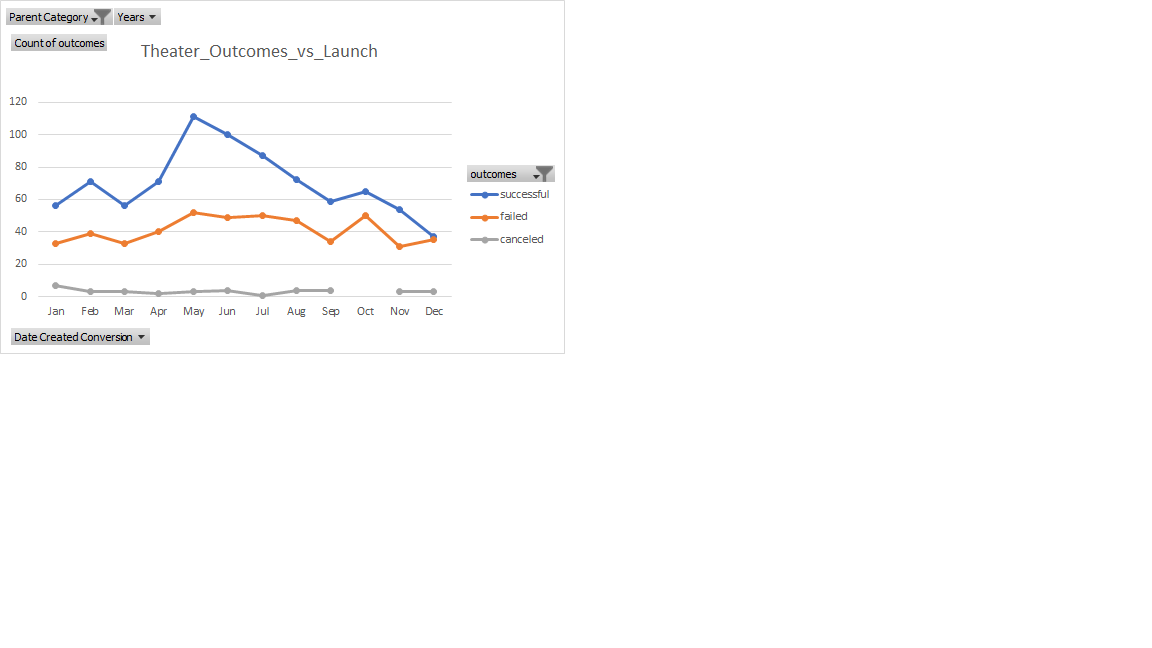 Parent Category Years
Count of outcomes
Theater_Outcomes_vs_Launch
120
100
80
60
40
20
0
Jan Feb Mar Apr May Jun Jul Aug Sep Oct Nov Dec
outcomes
successful
failed
canceled
Date Created Conversion